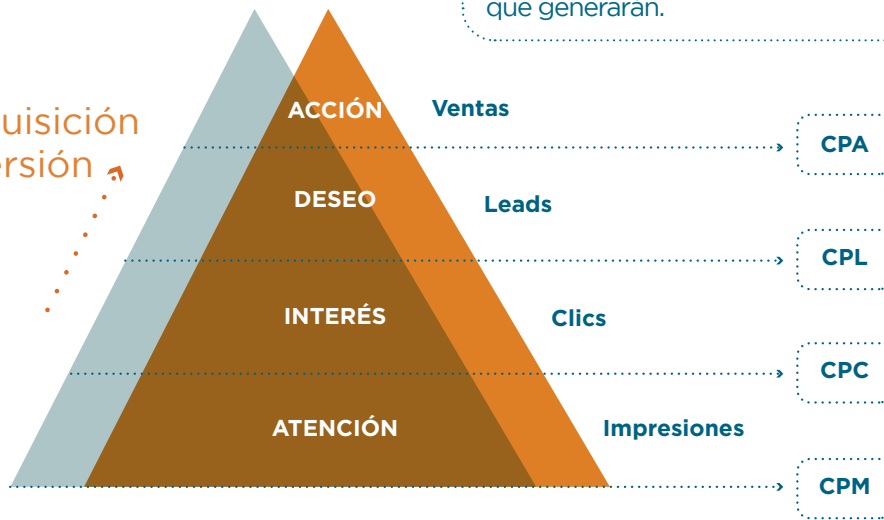 que generarán.
ACCIÓN
Ventas
CPA
uisición
ersión
DESEO
Leads
CPL
INTERÉS
Clics
CPC
ATENCIÓN
Impresiones
CPM